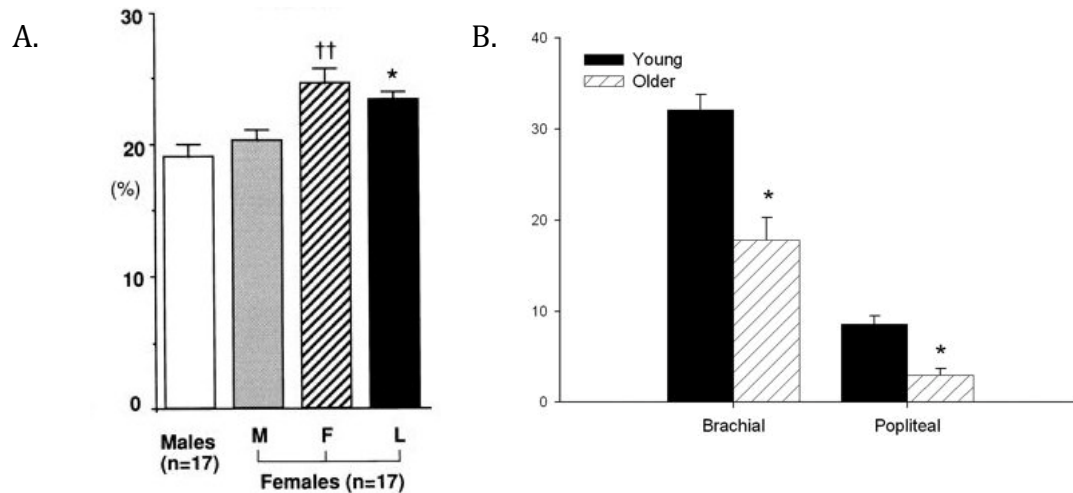 A.
30
20
(%)
10
0
††
*
Males
(n=17)
M F L
Females (n=17)
B.
40
30
20
10
0
Young
Older
*
*
Brachial Popliteal